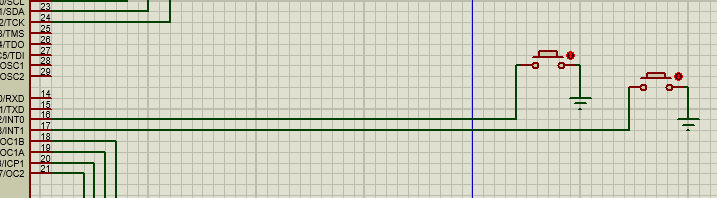 0/SCL 23
1/SDA 24
2/TCK 25
3/TMS 26
4/TDO 27
C5/TDI 28
OSC1 29
OSC2
0/RXD 14
1/TXD 15
2/INT0 16
3/INT1 17
OC1B 18
OC1A 19
6/ICP1 20
7/OC2 21